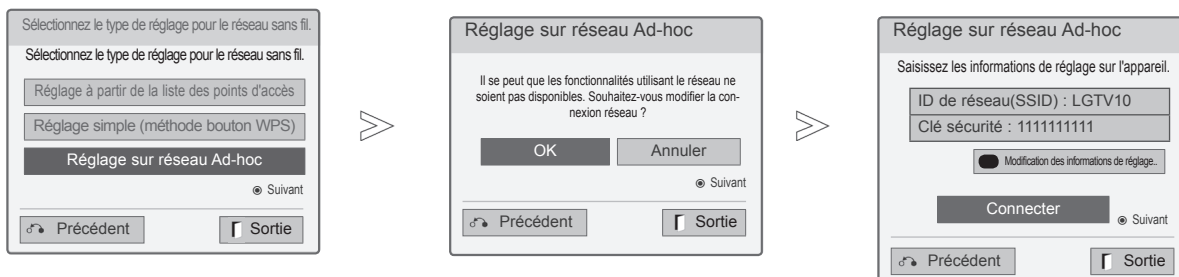 Sélectionnez le type de réglage pour le réseau sans fil.
Sélectionnez le type de réglage pour le réseau sans fil.
Réglage à partir de la liste des points d'accès
Réglage simple (méthode bouton WPS)
Réglage sur réseau Ad-hoc
Suivant
Précédent
Sortie
Réglage sur réseau Ad-hoc
Il se peut que les fonctionnalités utilisant le réseau ne
soient pas disponibles. Souhaitez-vous modifier la con-
nexion réseau ?
OK
Annuler
Suivant
Précédent
Sortie
Réglage sur réseau Ad-hoc
Saisissez les informations de réglage sur l'appareil.
ID de réseau(SSID) : LGTV10
Clé sécurité : 1111111111
Modification des informations de réglage..
Connecter
Suivant
Précédent
Sortie